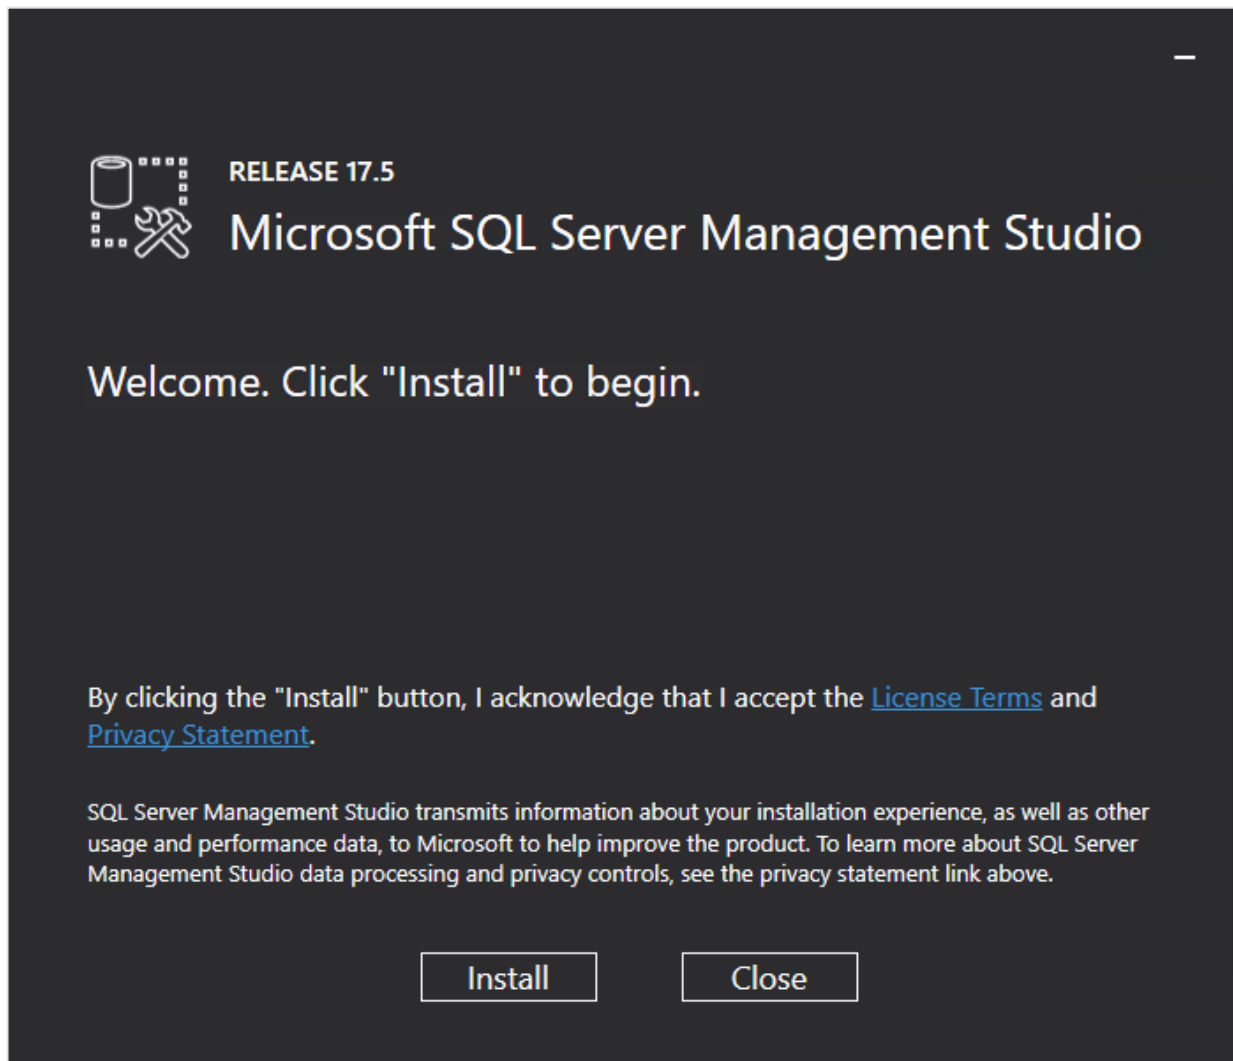 RELEASE 17.5
Microsoft SQL Server Management Studio
Welcome. Click "Install" to begin.
By clicking the "Install" button, I acknowledge that I accept the License Terms and
Privacy Statement.
SQL Server Management Studio transmits information about your installation experience, as well as other
usage and performance data, to Microsoft to help improve the product. To learn more about SQL Server
Management Studio data processing and privacy controls, see the privacy statement link above.
Install
Close